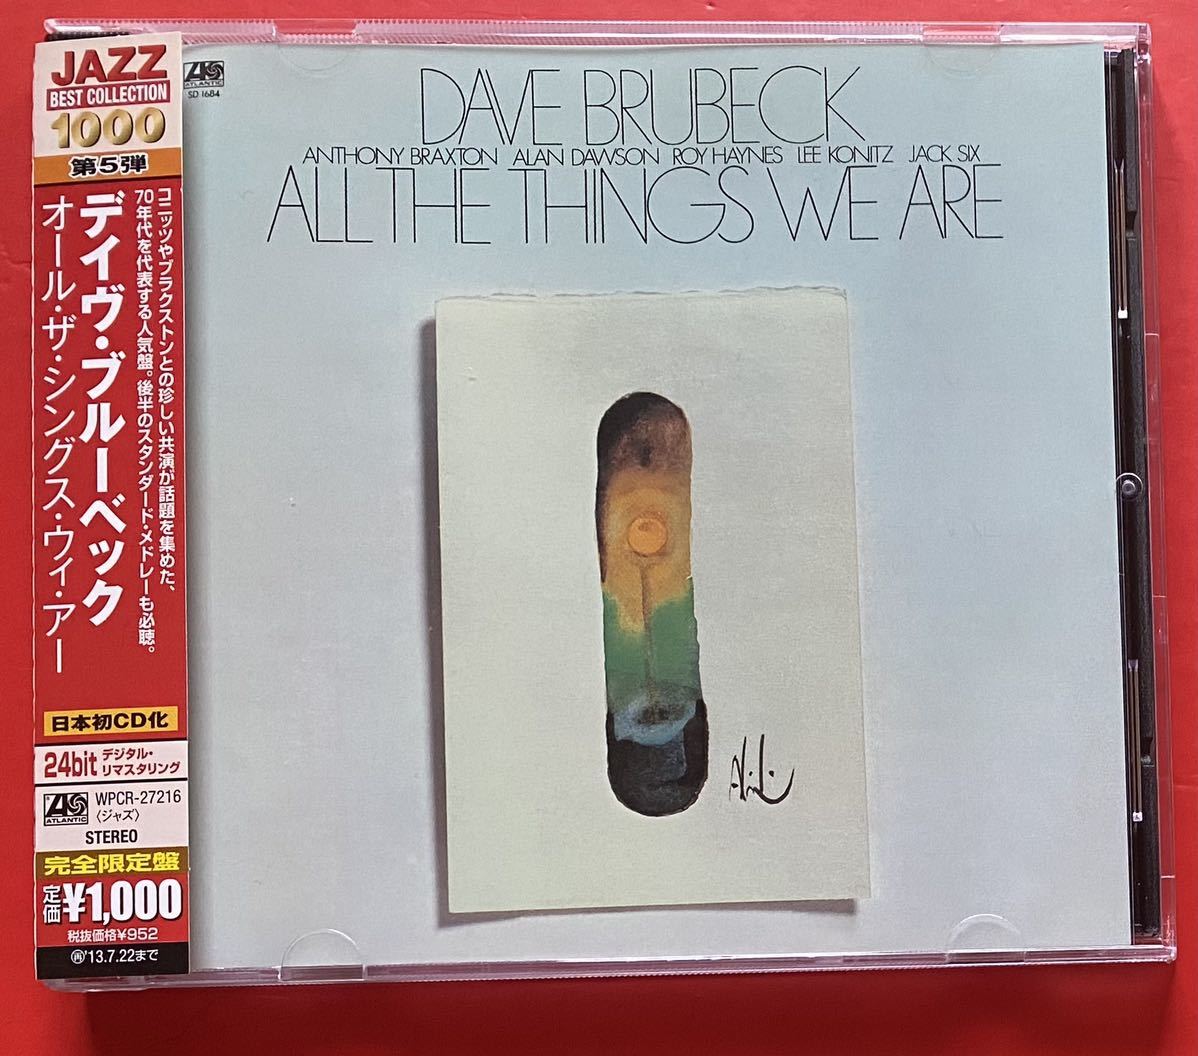 JAZZ
BEST COLLECTION
1000
第5弾
コニッツやブラクストンとの珍しい共演が話題を集めた、
70年代を代表する人気盤。後半のスタンダード・メドレーも必聴。
デイヴ・ブルーベック
オール・ザ・シングス・ウィ・アー
日本初CD化
24bit デジタル・
リマスタリング
ATLANTIC
WPCR-27216
〈ジャズ〉
STEREO
完全限定盤
定価¥1,000
税抜価格¥952
再'13.7.22まで
ATLANTIC
SD 1684
DAVE BRUBECK
ANTHONY BRAXTON ALAN DAWSON ROY HAYNES LEE KONITZ JACK SIX
ALL THE THINGS WE ARE